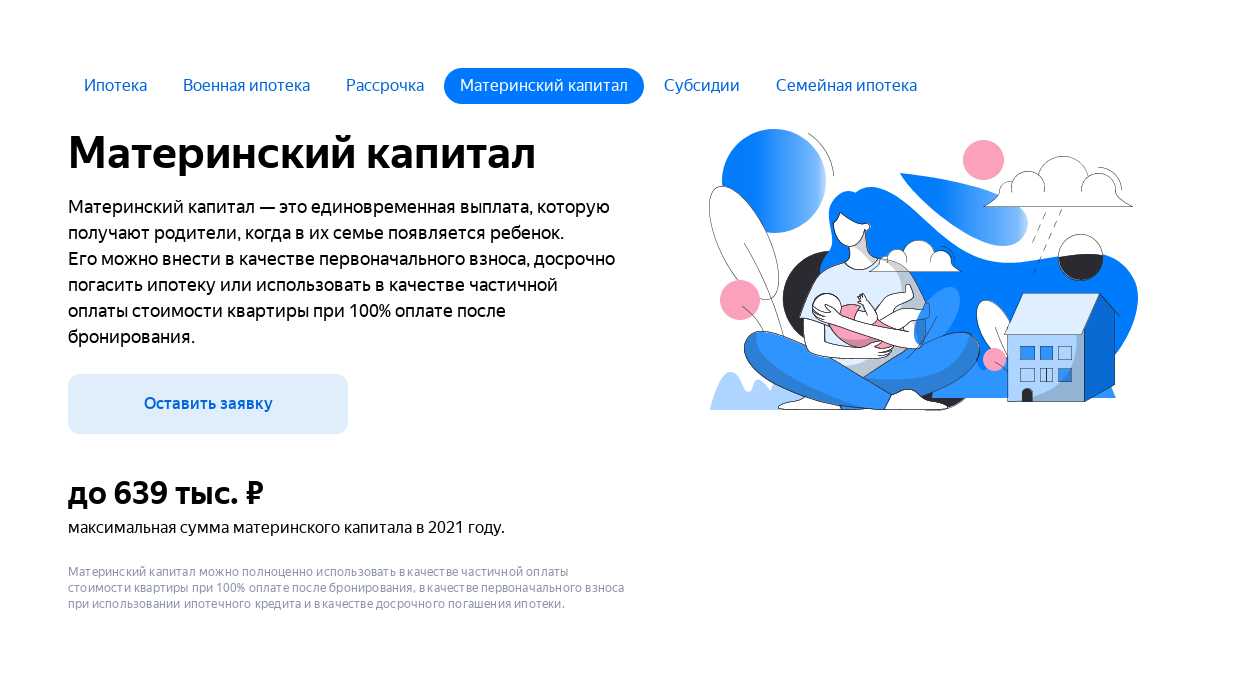 Ипотека
Военная ипотека
Рассрочка
Материнский капитал
Субсидии
Семейная ипотека
Материнский капитал
Материнский капитал — это единовременная выплата, которую
получают родители, когда в их семье появляется ребенок.
Его можно внести в качестве первоначального взноса, досрочно
погасить ипотеку или использовать в качестве частичной
оплаты стоимости квартиры при 100% оплате после
бронирования.
Оставить заявку
до 639 тыс. ₽
максимальная сумма материнского капитала в 2021 году.
Материнский капитал можно полноценно использовать в качестве частичной оплаты
стоимости квартиры при 100% оплате после бронирования, в качестве первоначального взноса
при использовании ипотечного кредита и в качестве досрочного погашения ипотеки.